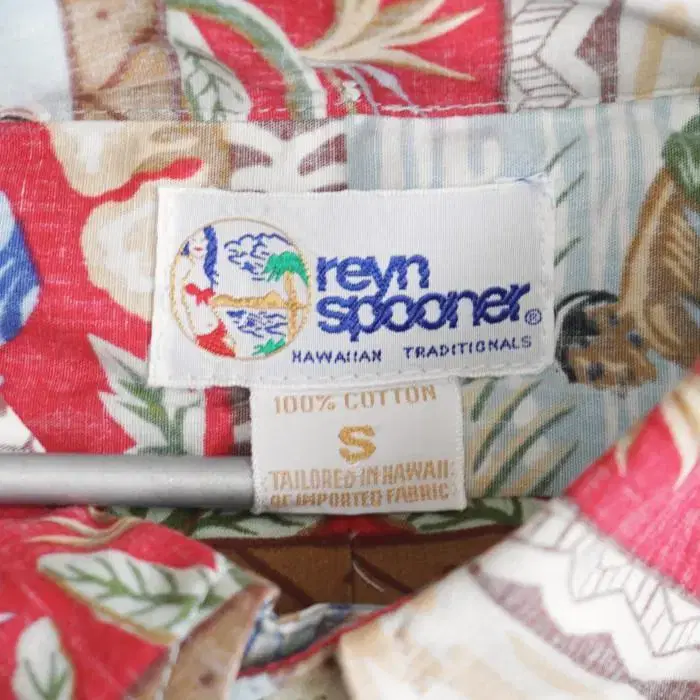 reyn
spooner®
HAWAIIAN TRADITIONALS
100% COTTON
S
TAILORED IN HAWAII
OF IMPORTED FABRIC